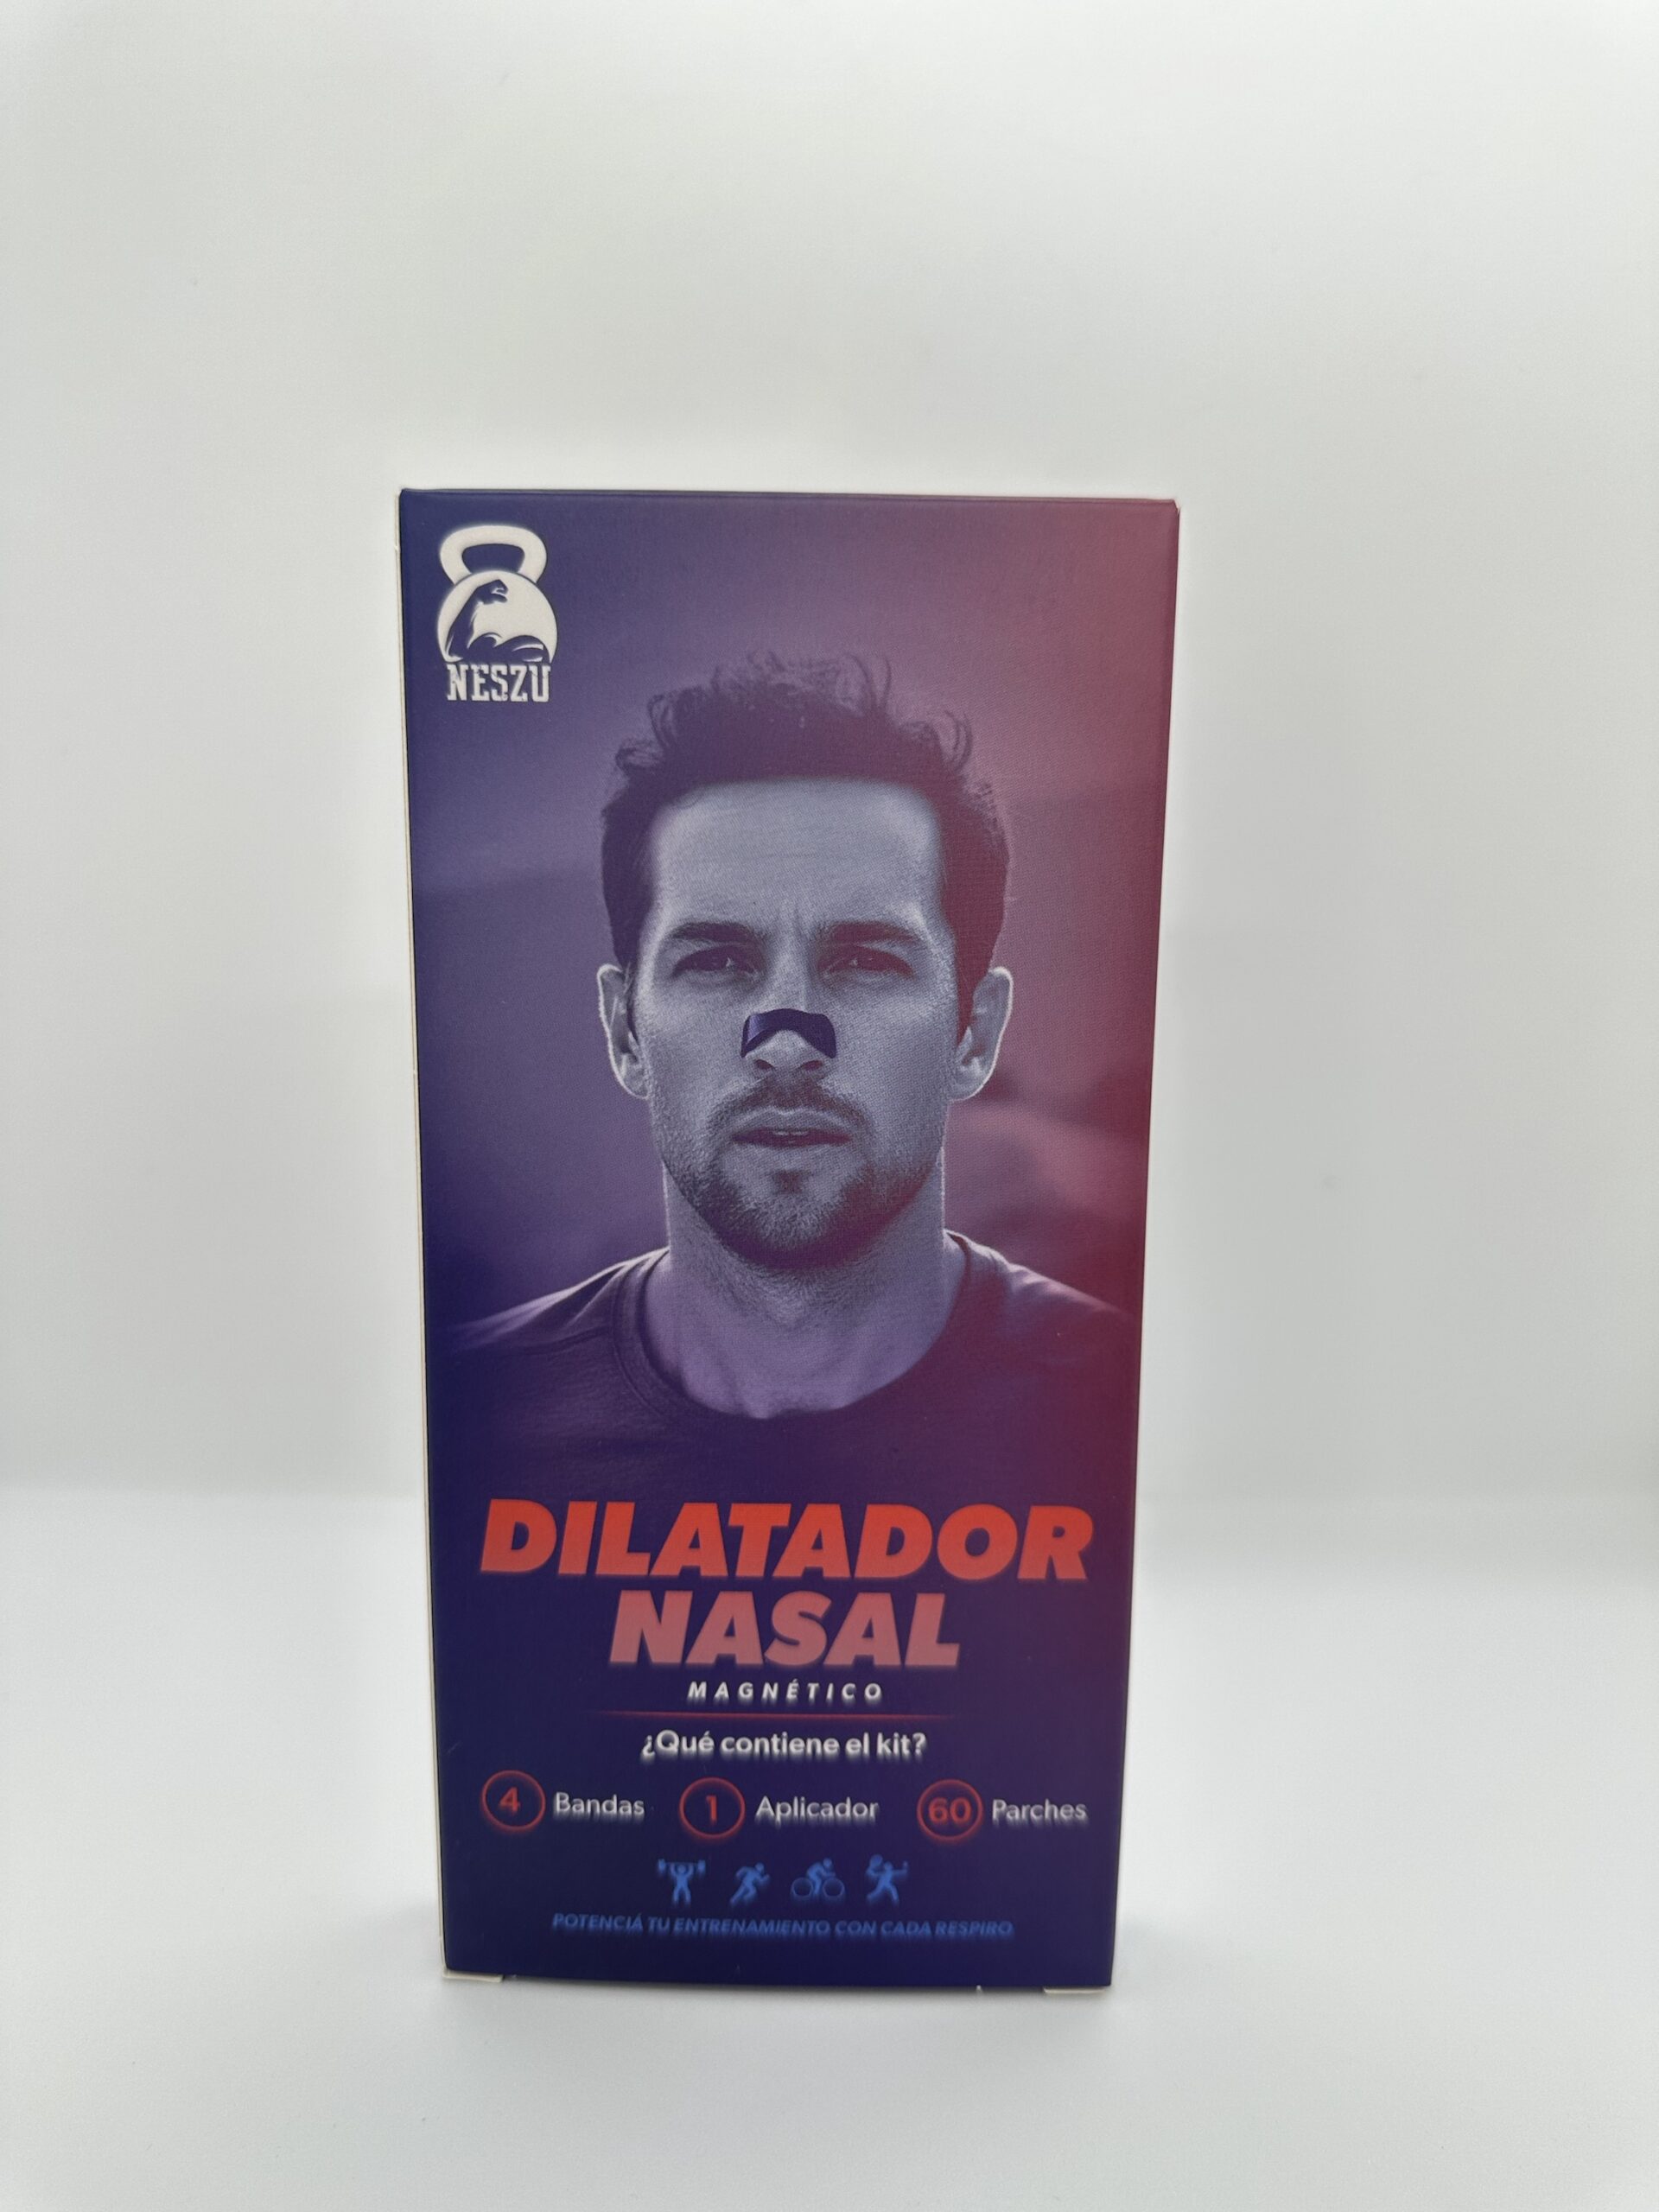 NESZU
DILATADOR
NASAL
MAGNÉTICO
¿Qué contiene el kit?
4 Bandas 1 Aplicador 60 Parches
POTENCIÁ TU ENTRENAMIENTO CON CADA RESPIRO